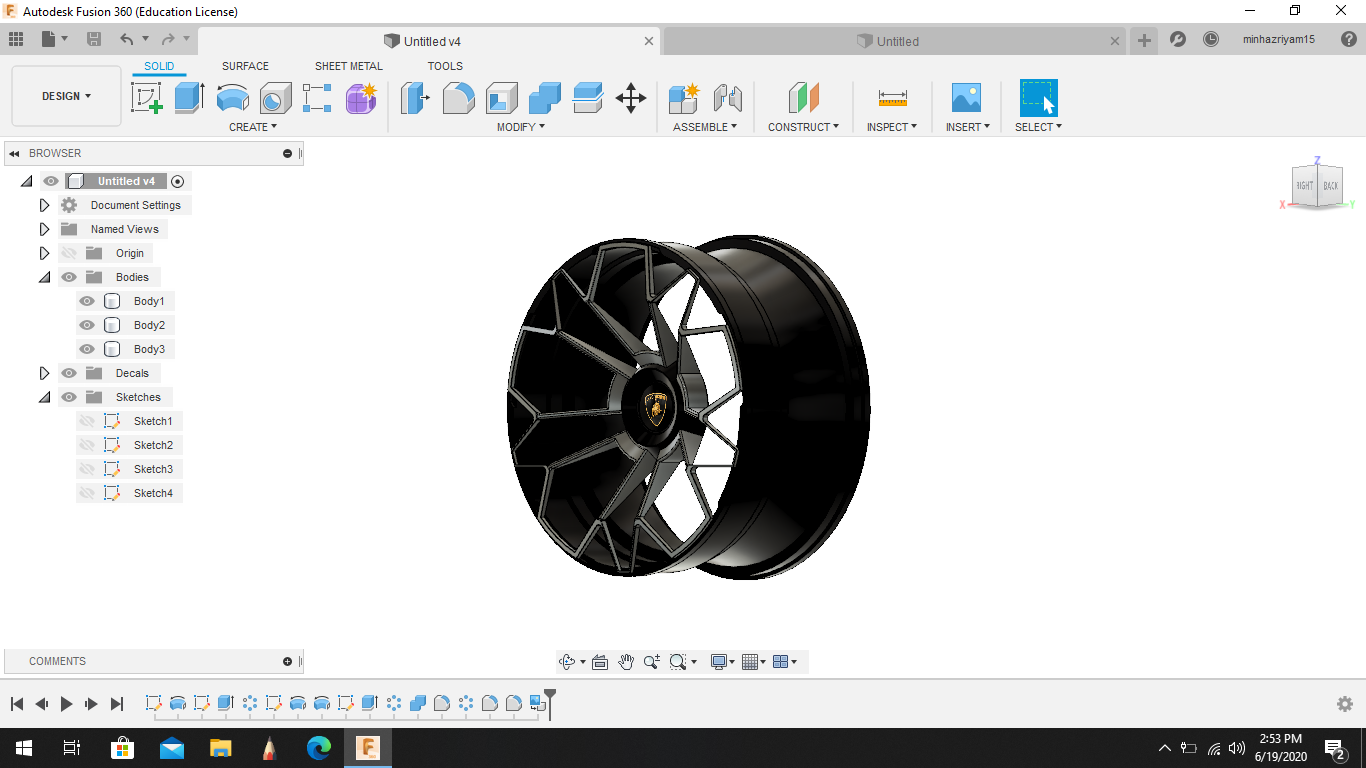 Autodesk Fusion 360 (Education License)
Untitled v4
Untitled
minhazriyam15
SOLID
SURFACE
SHEET METAL
TOOLS
DESIGN
CREATE
MODIFY
ASSEMBLE
CONSTRUCT
INSPECT
INSERT
SELECT
BROWSER
Untitled v4
Document Settings
Named Views
Origin
Bodies
Body1
Body2
Body3
Decals
Sketches
Sketch1
Sketch2
Sketch3
Sketch4
Z
RIGHT
BACK
X
Y
COMMENTS
2:53 PM
6/19/2020
2